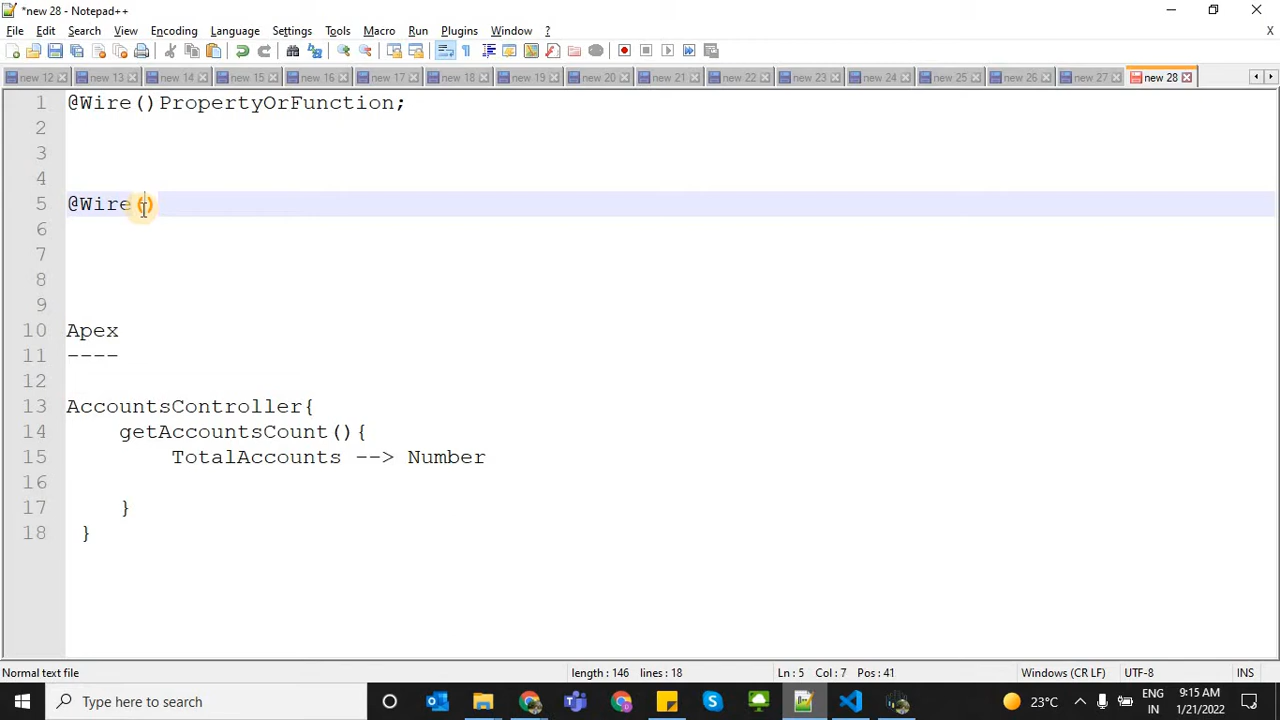 *new 28 - Notepad++
File Edit Search View Encoding Language Settings Tools Macro Run Plugins Window ? X
new 12 new 13 new 14 new 15 new 16 new 17 new 18 new 19 new 20 new 21 new 22 new 23 new 24 new 25 new 26 new 27 new 28
1 @Wire()PropertyOrFunction;
2
3
4
5 @Wire()
6
7
8
9
10 Apex
11 ----
12
13 AccountsController{
14 getAccountsCount(){
15 TotalAccounts --> Number
16
17 }
18 }
Normal text file length : 146 lines : 18 Ln : 5 Col : 7 Pos : 41 Windows (CR LF) UTF-8 INS
Type here to search 23°C ENG 9:15 AM
IN 1/21/2022